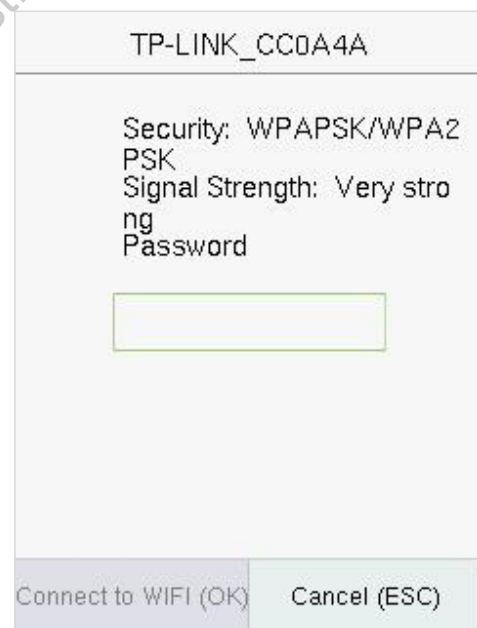 TP-LINK_CC0A4A
Security: WPAPSK/WPA2
PSK
Signal Strength: Very stro
ng
Password
Connect to WIFI (OK)
Cancel (ESC)